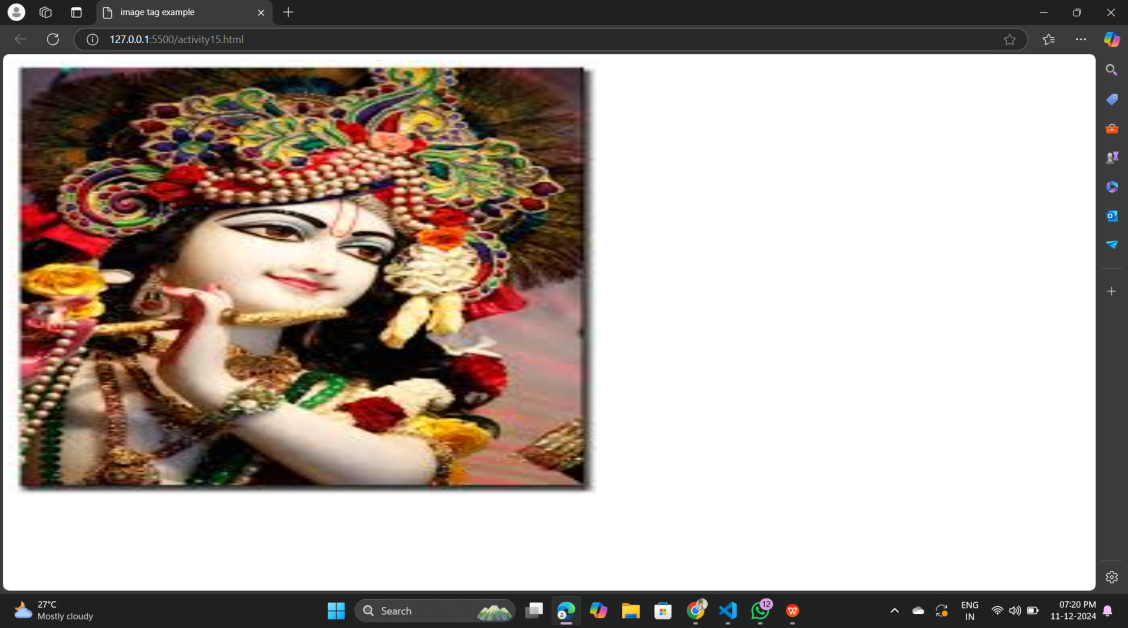 image tag example
127.0.0.1:5500/activity15.html
27°C
Mostly cloudy
Search
12
ENG
IN
07:20 PM
11-12-2024